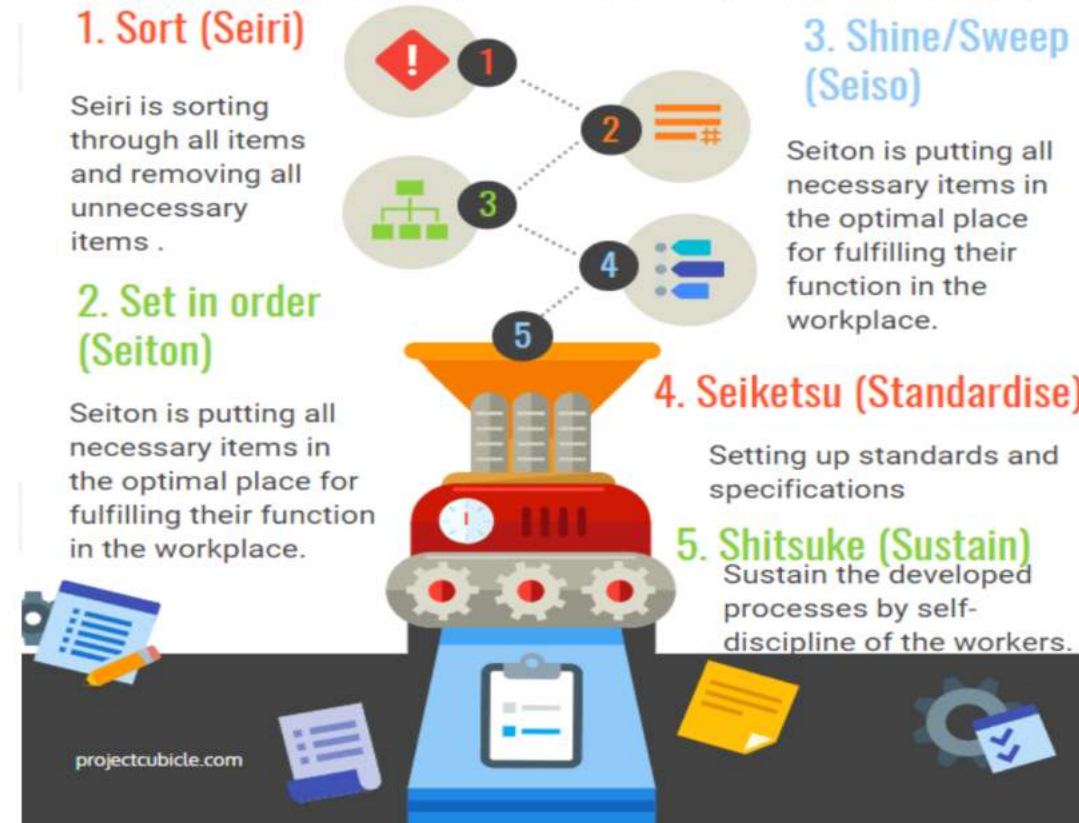 1. Sort (Seiri)
Seiri is sorting
through all items
and removing all
unnecessary
items .
2. Set in order
(Seiton)
Seiton is putting all
necessary items in
the optimal place for
fulfilling their function
in the workplace.
!
1
2
#
3
4
5
3. Shine/Sweep
(Seiso)
Seiton is putting all
necessary items in
the optimal place
for fulfilling their
function in the
workplace.
4. Seiketsu (Standardise)
Setting up standards and
specifications
5. Shitsuke (Sustain)
Sustain the developed
processes by self-
discipline of the workers.
projectcubicle.com